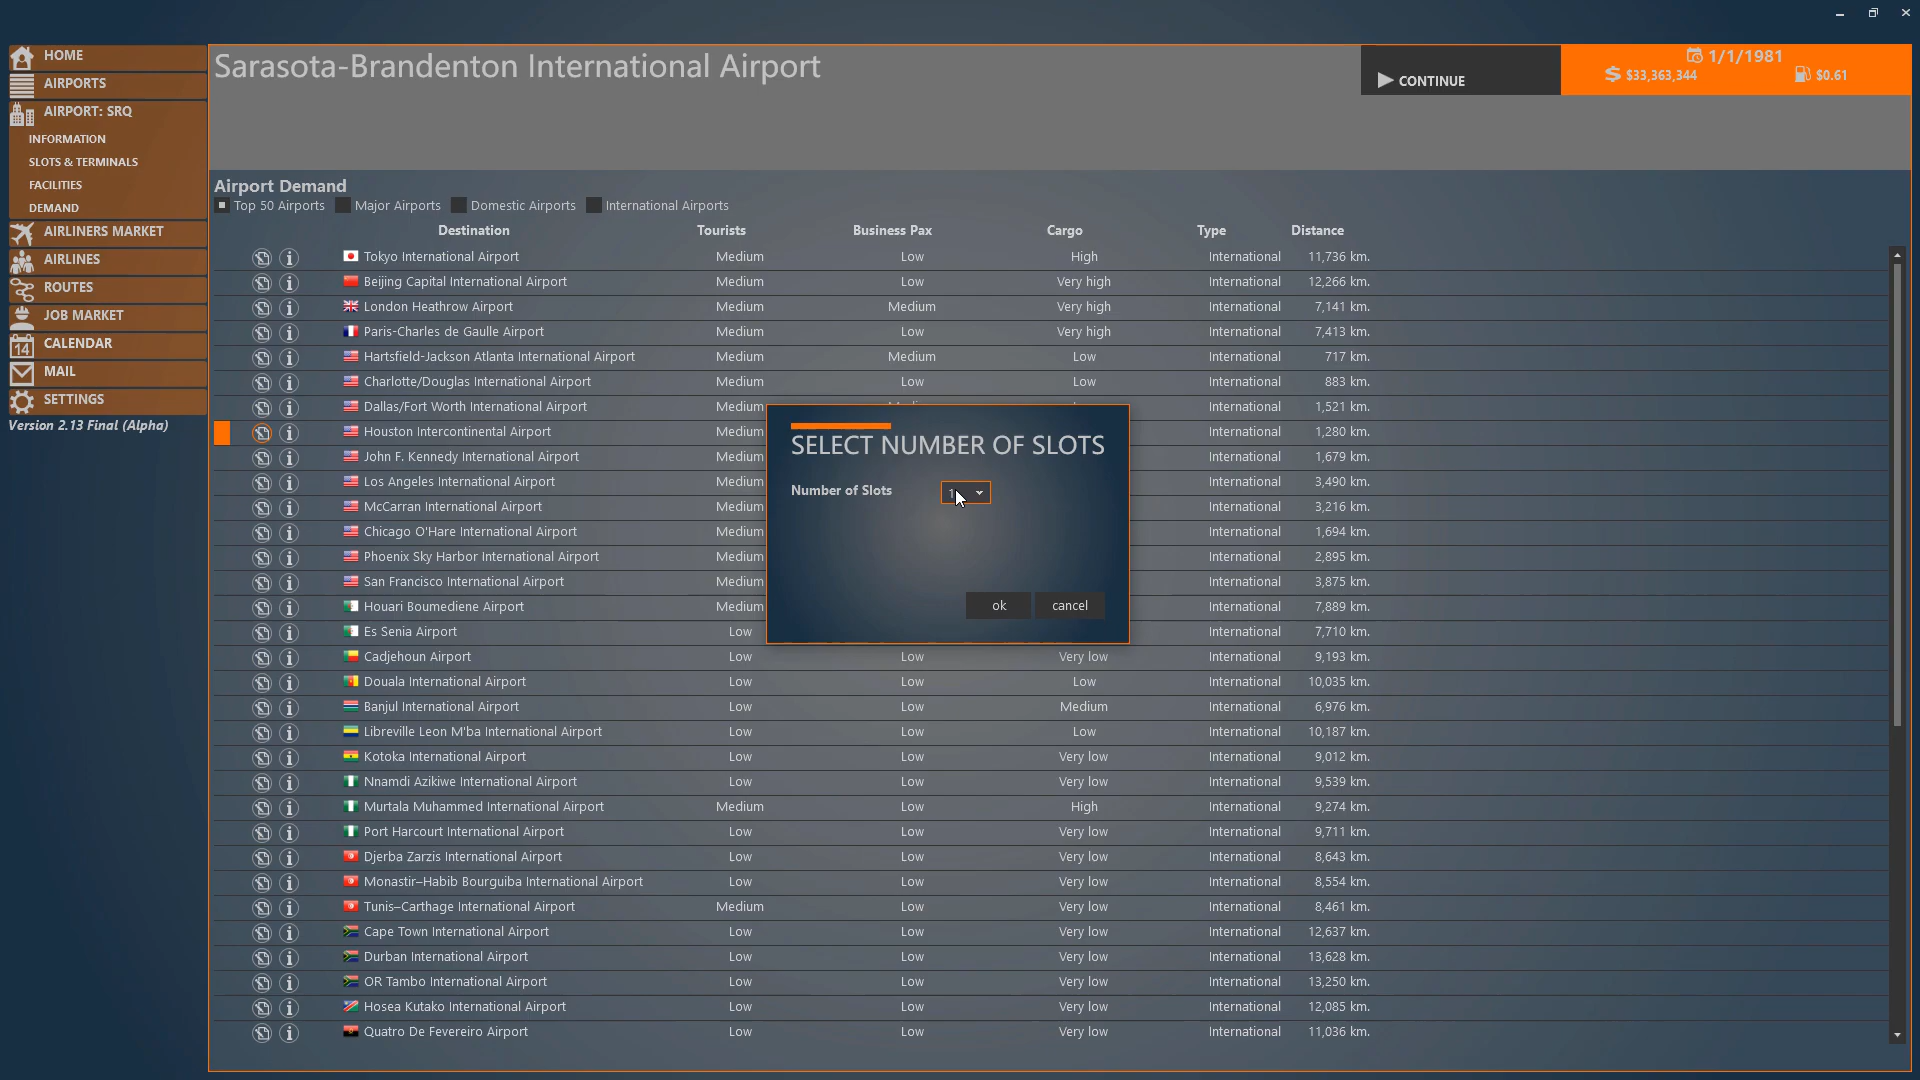 HOME
AIRPORTS
AIRPORT: SRQ
INFORMATION
SLOTS & TERMINALS
FACILITIES
DEMAND
AIRLINERS MARKET
AIRLINES
ROUTES
JOB MARKET
14 CALENDAR
MAIL
SETTINGS
Version 2.13 Final (Alpha)
Sarasota-Brandenton International Airport
CONTINUE
1/1/1981
$33,363,344 $0.61
Airport Demand
Top 50 Airports Major Airports Domestic Airports International Airports
Destination Tourists Business Pax Cargo Type Distance
Tokyo International Airport Medium Low High International 11,736 km.
Beijing Capital International Airport Medium Low Very high International 12,266 km.
London Heathrow Airport Medium Medium Very high International 7,141 km.
Paris-Charles de Gaulle Airport Medium Low Very high International 7,413 km.
Hartsfield-Jackson Atlanta International Airport Medium Medium Low International 717 km.
Charlotte/Douglas International Airport Medium Low Low International 883 km.
Dallas/Fort Worth International Airport Medium International 1,521 km.
Houston Intercontinental Airport Medium International 1,280 km.
John F. Kennedy International Airport Medium International 1,679 km.
Los Angeles International Airport Medium International 3,490 km.
McCarran International Airport Medium International 3,216 km.
Chicago O'Hare International Airport Medium International 1,694 km.
Phoenix Sky Harbor International Airport Medium International 2,895 km.
San Francisco International Airport Medium International 3,875 km.
Houari Boumediene Airport Medium International 7,889 km.
Es Senia Airport Low International 7,710 km.
Cadjehoun Airport Low Low Very low International 9,193 km.
Douala International Airport Low Low Low International 10,035 km.
Banjul International Airport Low Low Medium International 6,976 km.
Libreville Leon M'ba International Airport Low Low Low International 10,187 km.
Kotoka International Airport Low Low Very low International 9,012 km.
Nnamdi Azikiwe International Airport Low Low Very low International 9,539 km.
Murtala Muhammed International Airport Medium Low High International 9,274 km.
Port Harcourt International Airport Low Low Very low International 9,711 km.
Djerba Zarzis International Airport Low Low Very low International 8,643 km.
Monastir–Habib Bourguiba International Airport Low Low Very low International 8,554 km.
Tunis–Carthage International Airport Medium Low Very low International 8,461 km.
Cape Town International Airport Low Low Very low International 12,637 km.
Durban International Airport Low Low Very low International 13,628 km.
OR Tambo International Airport Low Low Very low International 13,250 km.
Hosea Kutako International Airport Low Low Very low International 12,085 km.
Quatro De Fevereiro Airport Low Low Very low International 11,036 km.
SELECT NUMBER OF SLOTS
Number of Slots
ok cancel